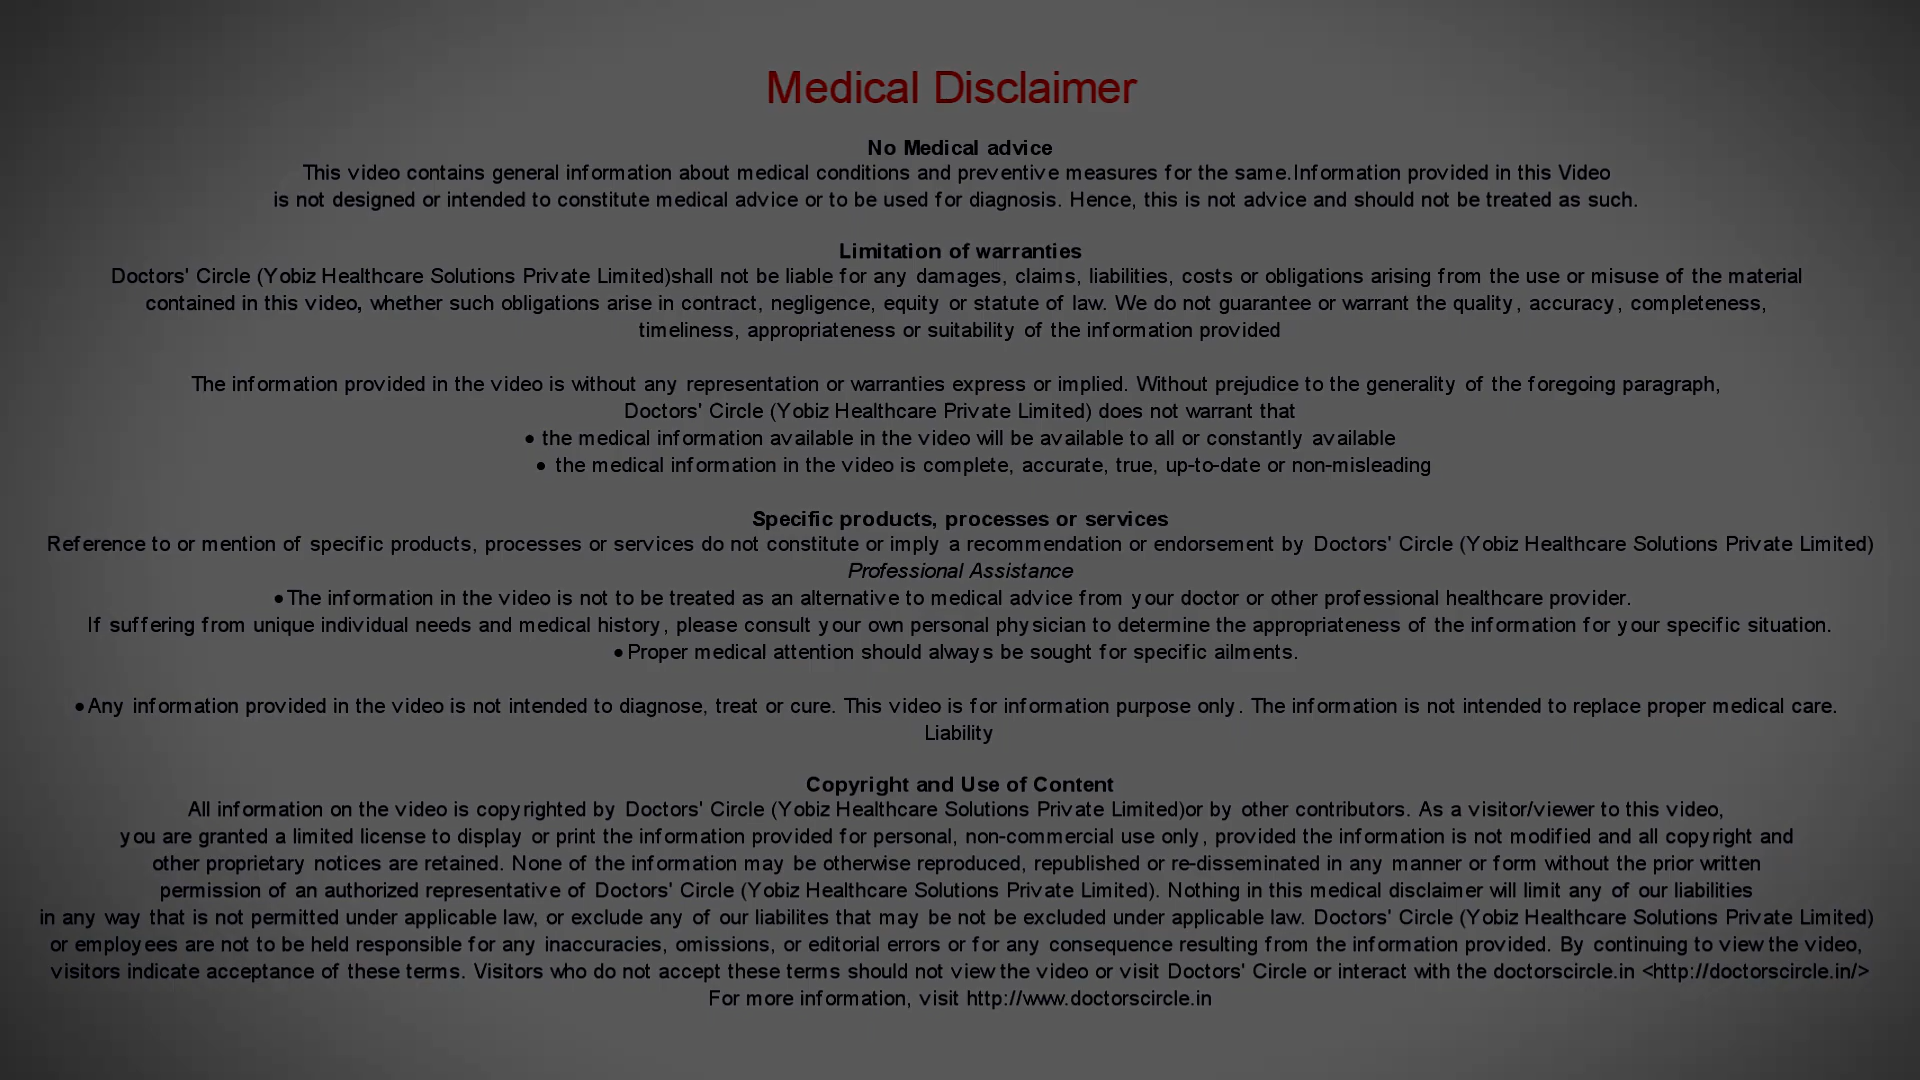 Medical Disclaimer
No Medical advice
This video contains general information about medical conditions and preventive measures for the same.Information provided in this Video
is not designed or intended to constitute medical advice or to be used for diagnosis. Hence, this is not advice and should not be treated as such.
Limitation of warranties
Doctors' Circle (Yobiz Healthcare Solutions Private Limited)shall not be liable for any damages, claims, liabilities, costs or obligations arising from the use or misuse of the material
contained in this video, whether such obligations arise in contract, negligence, equity or statute of law. We do not guarantee or warrant the quality, accuracy, completeness,
timeliness, appropriateness or suitability of the information provided
The information provided in the video is without any representation or warranties express or implied. Without prejudice to the generality of the foregoing paragraph,
Doctors' Circle (Yobiz Healthcare Private Limited) does not warrant that
• the medical information available in the video will be available to all or constantly available
• the medical information in the video is complete, accurate, true, up-to-date or non-misleading
Specific products, processes or services
Reference to or mention of specific products, processes or services do not constitute or imply a recommendation or endorsement by Doctors' Circle (Yobiz Healthcare Solutions Private Limited)
Professional Assistance
•The information in the video is not to be treated as an alternative to medical advice from your doctor or other professional healthcare provider.
If suffering from unique individual needs and medical history, please consult your own personal physician to determine the appropriateness of the information for your specific situation.
•Proper medical attention should always be sought for specific ailments.
•Any information provided in the video is not intended to diagnose, treat or cure. This video is for information purpose only. The information is not intended to replace proper medical care.
Liability
Copyright and Use of Content
All information on the video is copyrighted by Doctors' Circle (Yobiz Healthcare Solutions Private Limited)or by other contributors. As a visitor/viewer to this video,
you are granted a limited license to display or print the information provided for personal, non-commercial use only, provided the information is not modified and all copyright and
other proprietary notices are retained. None of the information may be otherwise reproduced, republished or re-disseminated in any manner or form without the prior written
permission of an authorized representative of Doctors' Circle (Yobiz Healthcare Solutions Private Limited). Nothing in this medical disclaimer will limit any of our liabilities
in any way that is not permitted under applicable law, or exclude any of our liabilites that may be not be excluded under applicable law. Doctors' Circle (Yobiz Healthcare Solutions Private Limited)
or employees are not to be held responsible for any inaccuracies, omissions, or editorial errors or for any consequence resulting from the information provided. By continuing to view the video,
visitors indicate acceptance of these terms. Visitors who do not accept these terms should not view the video or visit Doctors' Circle or interact with the doctorscircle.in <http://doctorscircle.in/>
For more information, visit http://www.doctorscircle.in